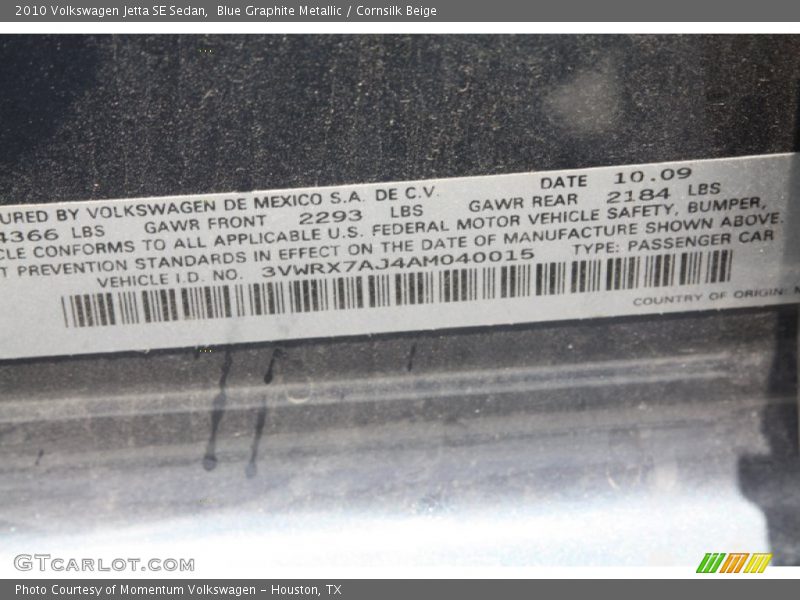 2010 Volkswagen Jetta SE Sedan,  Blue Graphite Metallic / Cornsilk Beige
URED BY VOLKSWAGEN DE MEXICO S.A. DE C.V. DATE 10.09
4366 LBS GAWR FRONT 2293 LBS GAWR REAR 2184 LBS
CLE CONFORMS TO ALL APPLICABLE U.S. FEDERAL MOTOR VEHICLE SAFETY, BUMPER,
T PREVENTION STANDARDS IN EFFECT ON THE DATE OF MANUFACTURE SHOWN ABOVE.
VEHICLE I.D. NO. 3VWRX7AJ4AM040015 TYPE: PASSENGER CAR
COUNTRY OF ORIGIN: M
GTCARLOT.COM
Photo Courtesy of Momentum Volkswagen - Houston, TX